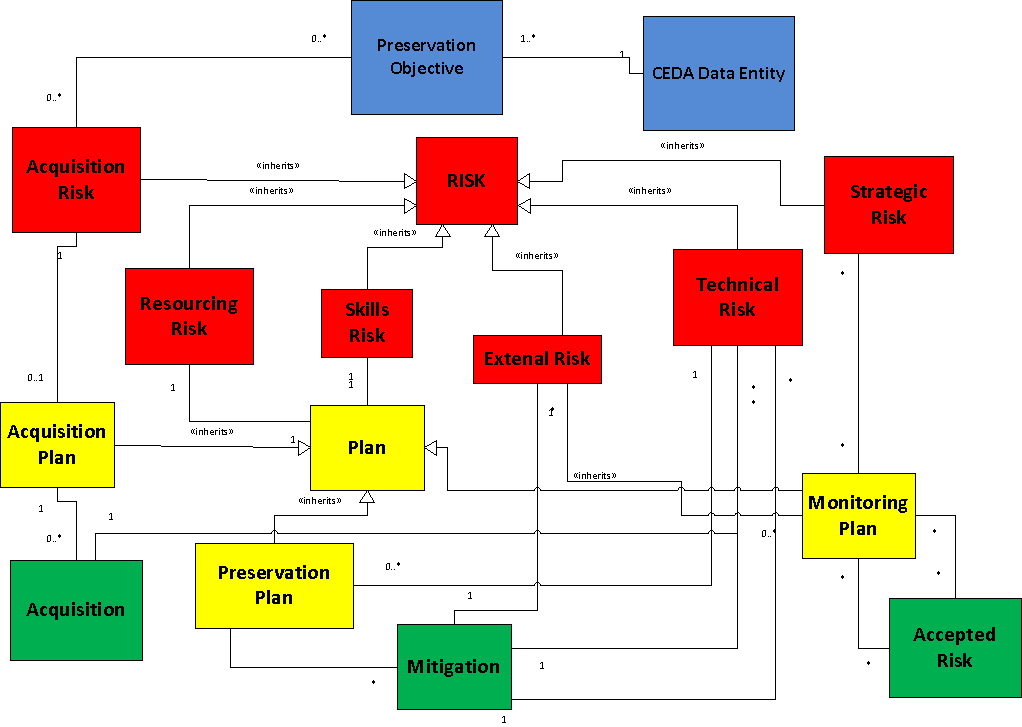 0..*
Preservation
Objective
1..*
1
CEDA Data Entity
0..*
Acquisition
Risk
«inherits»
«inherits»
RISK
«inherits»
«inherits»
Strategic
Risk
«inherits»
«inherits»
1
Resourcing
Risk
Skills
Risk
Technical
Risk
*
Extenal Risk
0..1
1
1
1
1
*
*
*
1
*
Acquisition
Plan
«inherits»
1
Plan
*
«inherits»
Monitoring
Plan
1
1
«inherits»
0..*
0..*
*
*
Preservation
Plan
0..*
*
*
Acquisition
1
Mitigation
1
*
1
Accepted
Risk
*